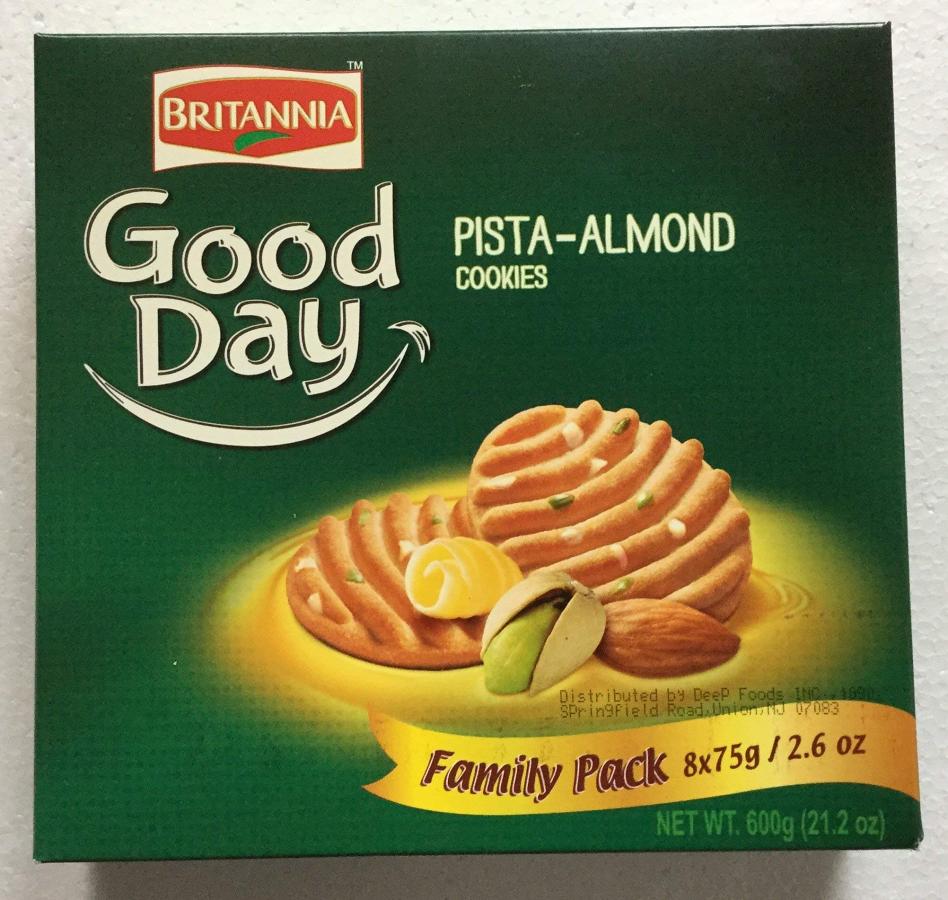 BRITANNIA
TM
Good
Day
PISTA-ALMOND
COOKIES
Distributed by DeeP Foods INC. 1090
SPrin9field Road,Union,NJ 07083
Family Pack 8x75g / 2.6 oz
NET WT. 600g (21.2 oz)